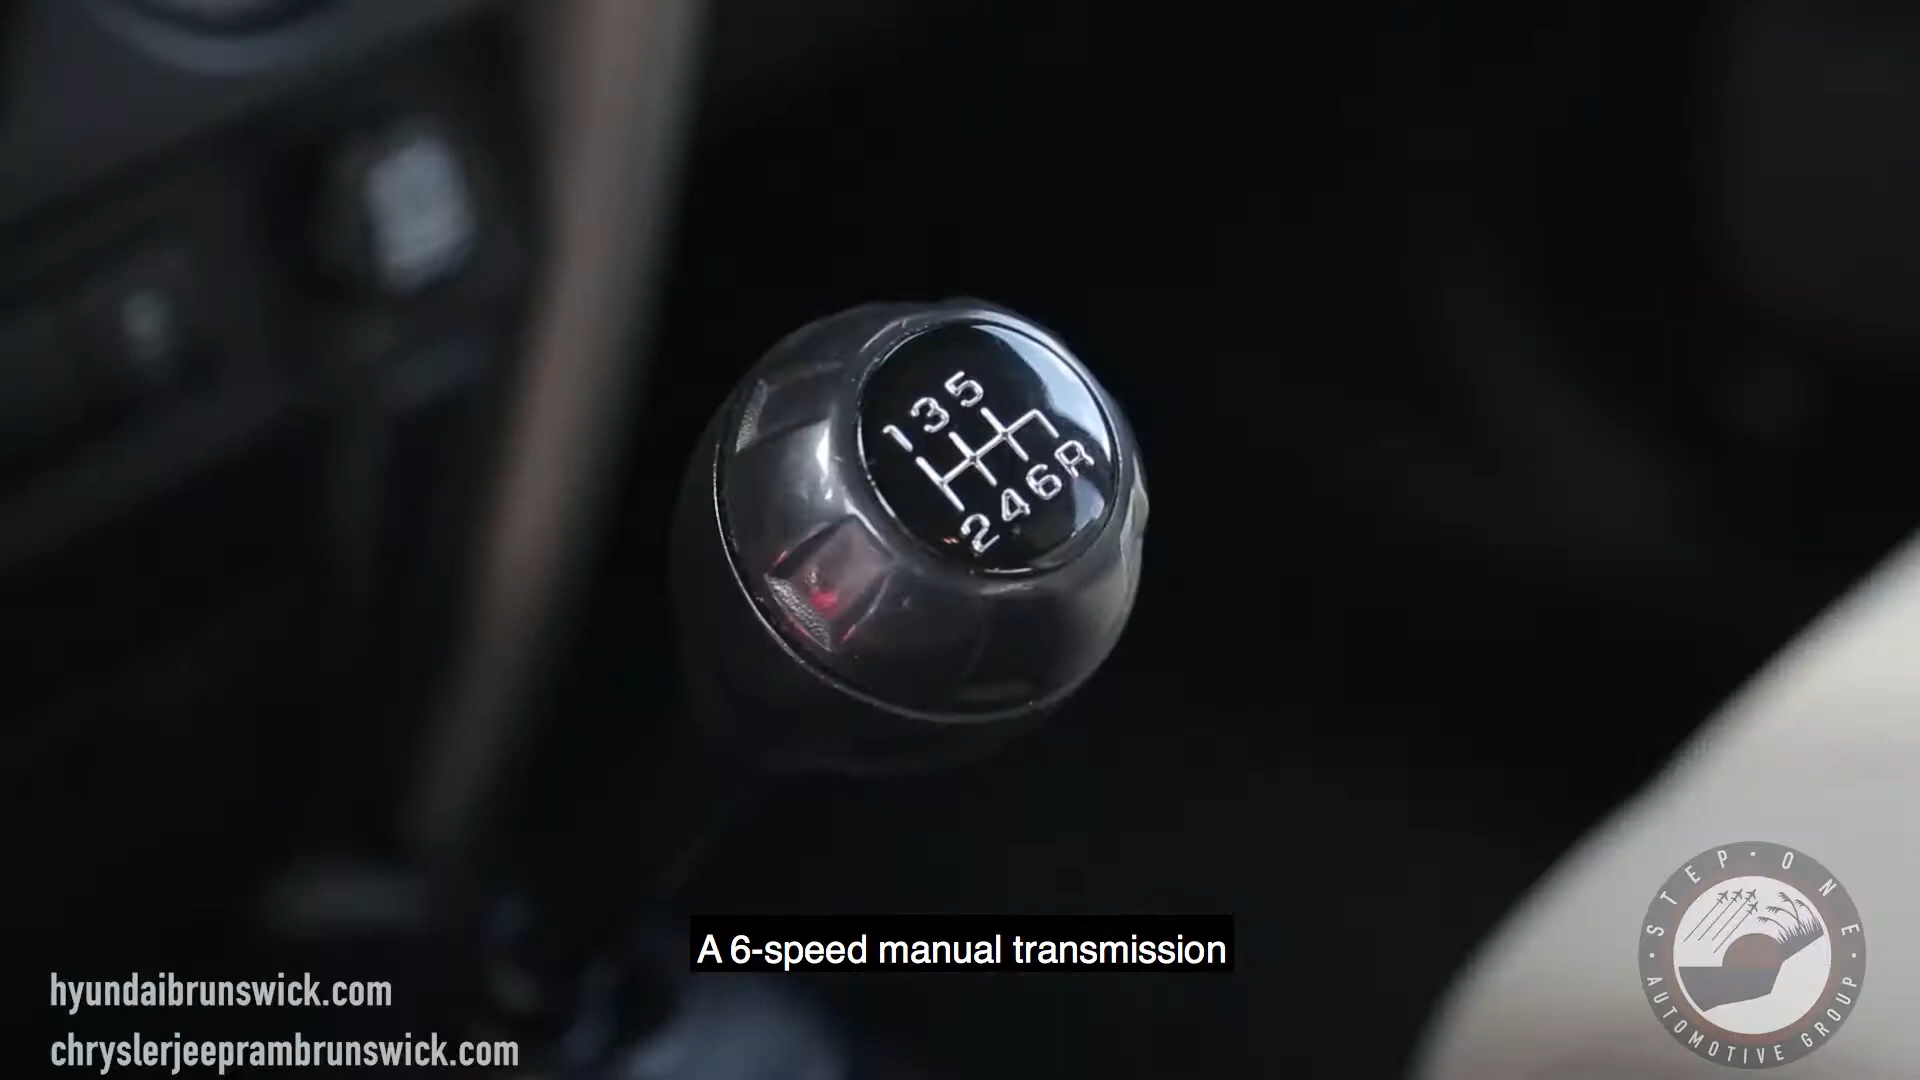 1 3 5
2 4 6 R
A 6-speed manual transmission
hyundaibrunswick.com
chryslerjeeprambrunswick.com
STEP · ONE
· AUTOMOTIVE GROUP ·